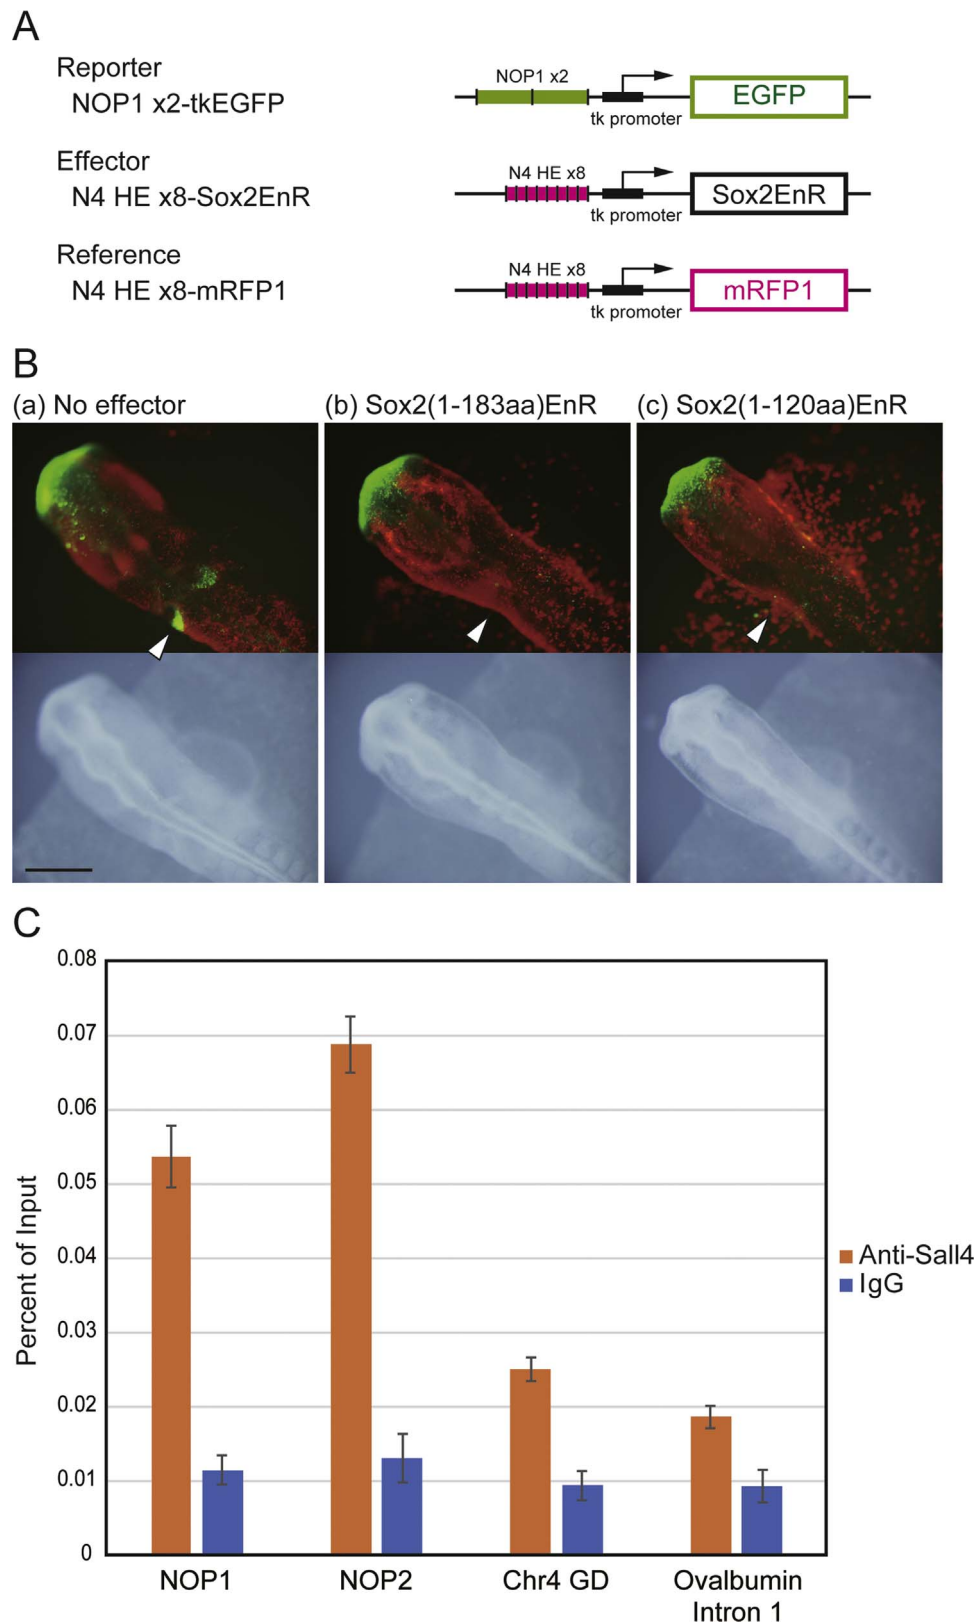 A
Reporter
NOP1 x2-tkEGFP
NOP1 x2
tk promoter
EGFP
Effector
N4 HE x8-Sox2EnR
N4 HE x8
tk promoter
Sox2EnR
Reference
N4 HE x8-mRFP1
N4 HE x8
tk promoter
mRFP1
B
(a) No effector
(b) Sox2(1-183aa)EnR
(c) Sox2(1-120aa)EnR
C
Percent of Input
0.08
0.07
0.06
0.05
0.04
0.03
0.02
0.01
0
NOP1
NOP2
Chr4 GD
Ovalbumin
Intron 1
Anti-Sall4
IgG